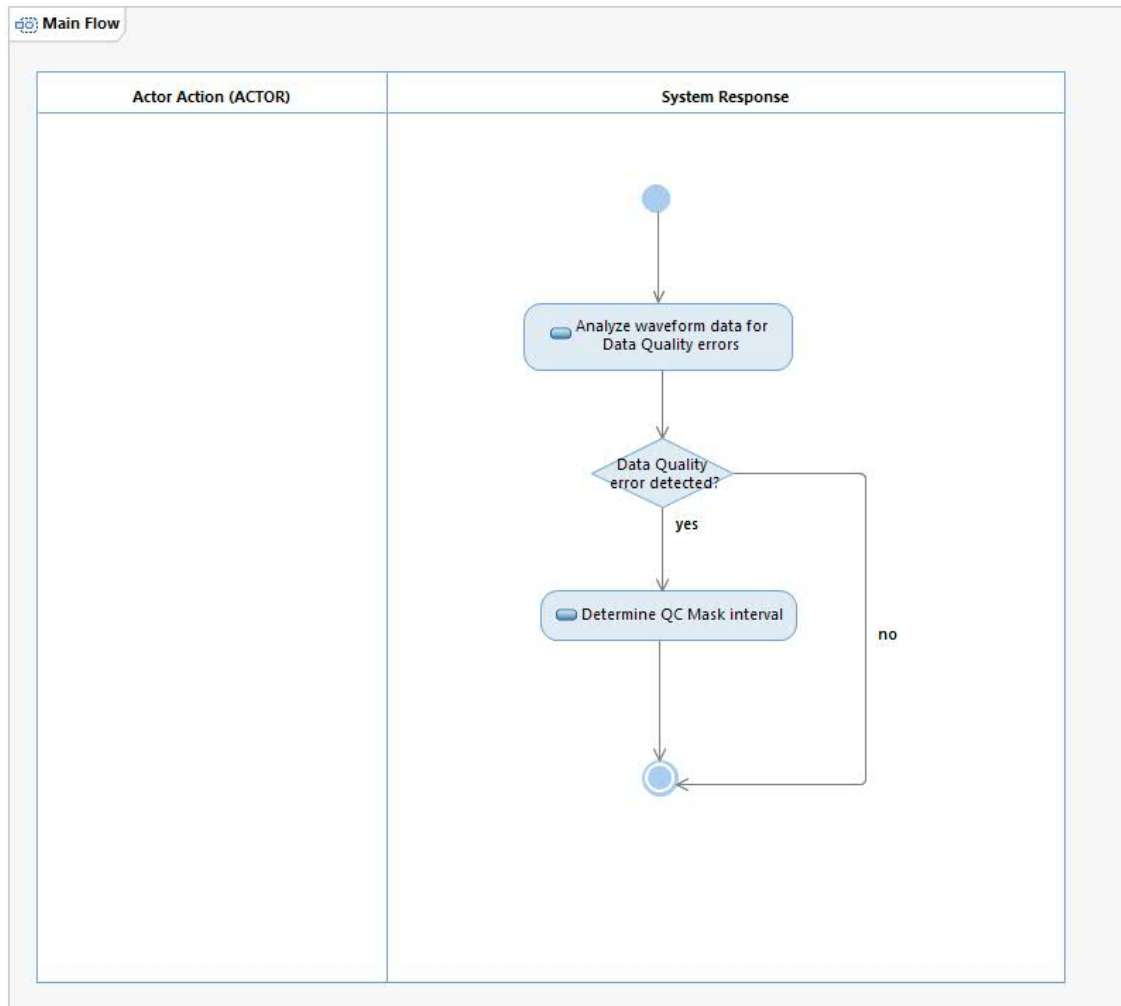 Main Flow
Actor Action (ACTOR)
System Response
Analyze waveform data for
Data Quality errors
Data Quality
error detected?
yes
Determine QC Mask interval
no